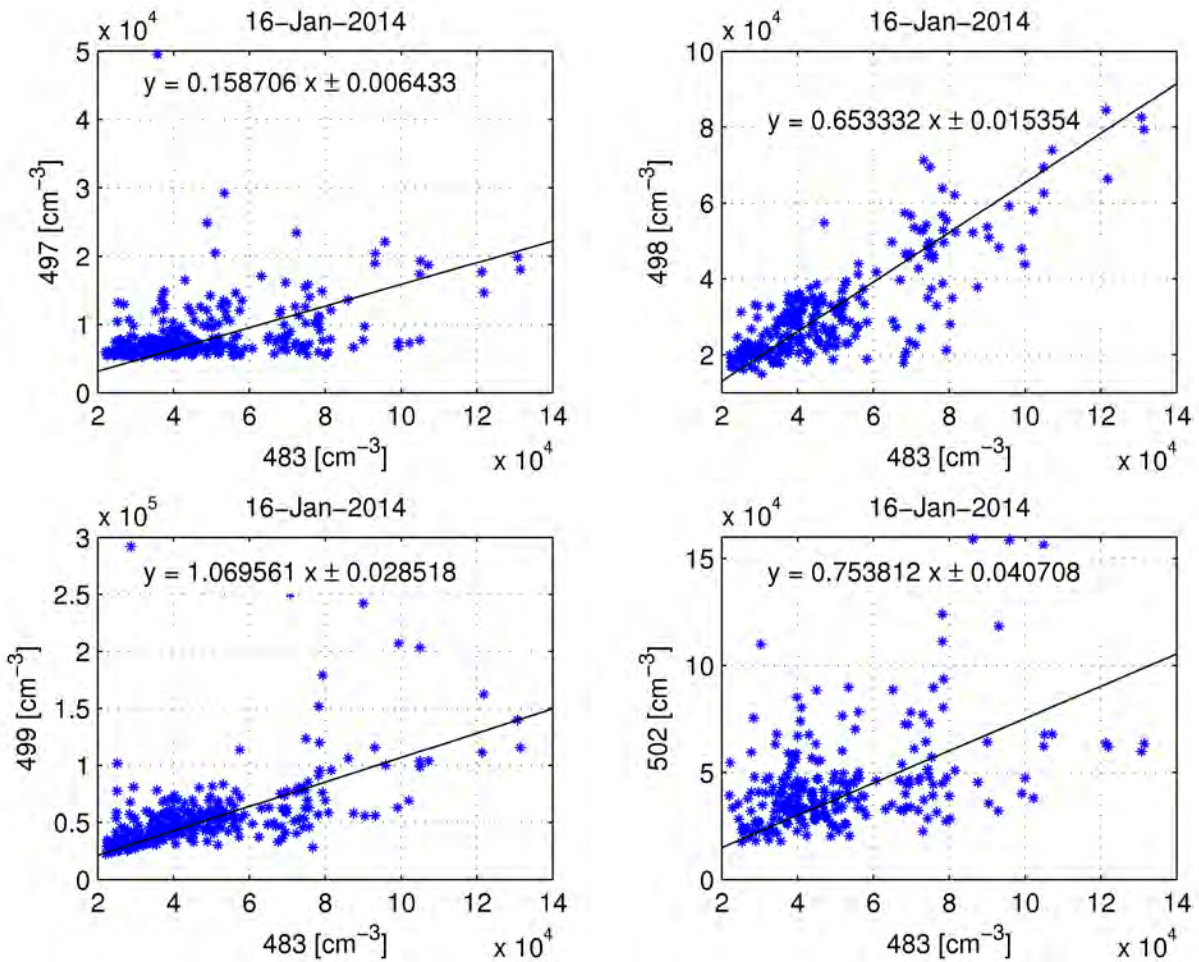 x 10^4
16-Jan-2014
y = 0.158706 x ± 0.006433
497 [cm^-3]
5
4
3
2
1
0
2 4 6 8 10 12 14
483 [cm^-3]
x 10^4
x 10^4
16-Jan-2014
y = 0.653332 x ± 0.015354
498 [cm^-3]
10
8
6
4
2
2 4 6 8 10 12 14
483 [cm^-3]
x 10^4
x 10^5
16-Jan-2014
y = 1.069561 x ± 0.028518
499 [cm^-3]
3
2.5
2
1.5
1
0.5
0
2 4 6 8 10 12 14
483 [cm^-3]
x 10^4
x 10^4
16-Jan-2014
y = 0.753812 x ± 0.040708
502 [cm^-3]
15
10
5
0
2 4 6 8 10 12 14
483 [cm^-3]
x 10^4